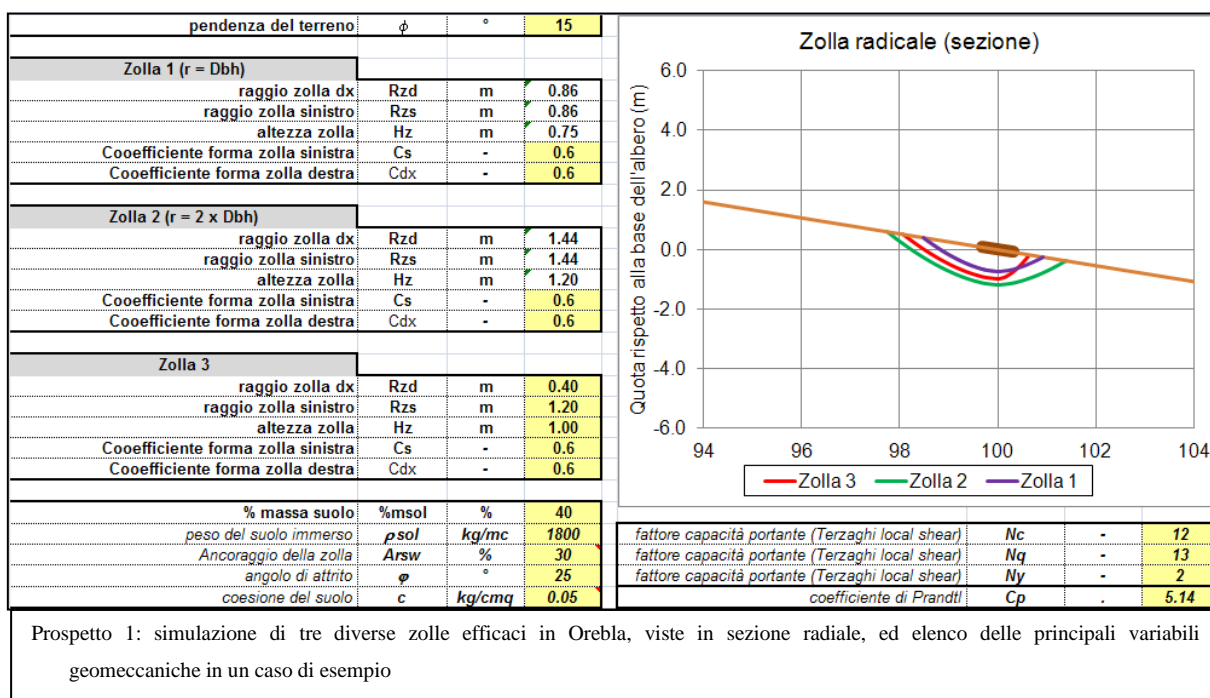 pendenza del terreno ϕ ° 15
Zolla 1 (r = Dbh)
raggio zolla dx Rzd m 0.86
raggio zolla sinistro Rzs m 0.86
altezza zolla Hz m 0.75
Cooefficiente forma zolla sinistra Cs - 0.6
Cooefficiente forma zolla destra Cdx - 0.6
Zolla 2 (r = 2 x Dbh)
raggio zolla dx Rzd m 1.44
raggio zolla sinistro Rzs m 1.44
altezza zolla Hz m 1.20
Cooefficiente forma zolla sinistra Cs - 0.6
Cooefficiente forma zolla destra Cdx - 0.6
Zolla 3
raggio zolla dx Rzd m 0.40
raggio zolla sinistro Rzs m 1.20
altezza zolla Hz m 1.00
Cooefficiente forma zolla sinistra Cs - 0.6
Cooefficiente forma zolla destra Cdx - 0.6
% massa suolo %msol % 40
peso del suolo immerso ρsol kg/mc 1800
Ancoraggio della zolla Arsw % 30
angolo di attrito φ ° 25
coesione del suolo c kg/cmq 0.05
Zolla radicale (sezione)
Quota rispetto alla base dell'albero (m)
6.0
4.0
2.0
0.0
-2.0
-4.0
-6.0
94 96 98 100 102 104
Zolla 3 Zolla 2 Zolla 1
fattore capacità portante (Terzaghi local shear) Nc - 12
fattore capacità portante (Terzaghi local shear) Nq - 13
fattore capacità portante (Terzaghi local shear) Ny - 2
coefficiente di Prandtl Cp . 5.14
Prospetto 1: simulazione di tre diverse zolle efficaci in Orebla, viste in sezione radiale, ed elenco delle principali variabili
geomeccaniche in un caso di esempio